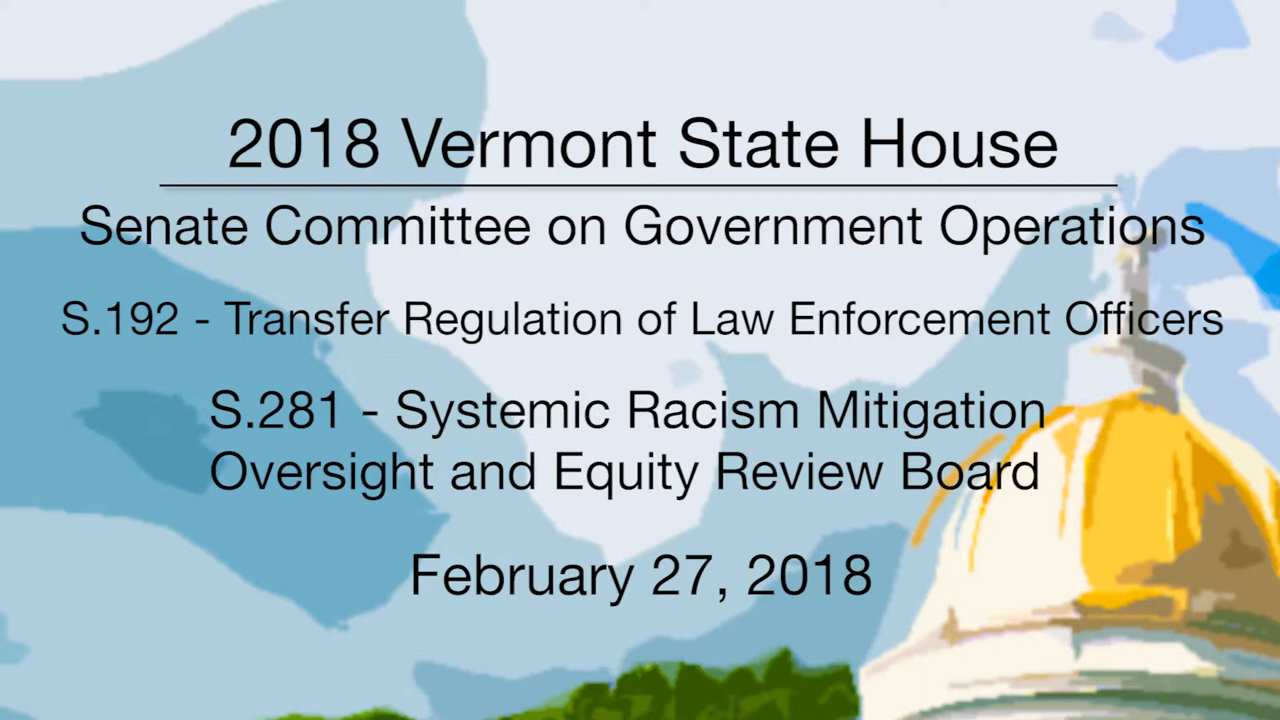 2018 Vermont State House
Senate Committee on Government Operations
S.192 - Transfer Regulation of Law Enforcement Officers
S.281 - Systemic Racism Mitigation
Oversight and Equity Review Board
February 27, 2018